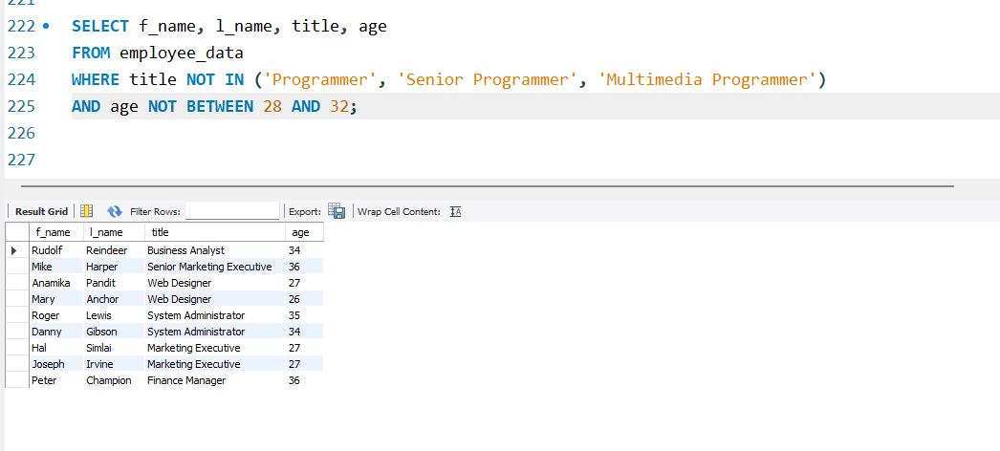 221
222 SELECT f_name, l_name, title, age
223 FROM employee_data
224 WHERE title NOT IN ('Programmer', 'Senior Programmer', 'Multimedia Programmer')
225 AND age NOT BETWEEN 28 AND 32;
226
227
Result Grid Filter Rows: Export: Wrap Cell Content: IA
f_name l_name title age
Rudolf Reindeer Business Analyst 34
Mike Harper Senior Marketing Executive 36
Anamika Pandit Web Designer 27
Mary Anchor Web Designer 26
Roger Lewis System Administrator 35
Danny Gibson System Administrator 34
Hal Simlai Marketing Executive 27
Joseph Irvine Marketing Executive 27
Peter Champion Finance Manager 36